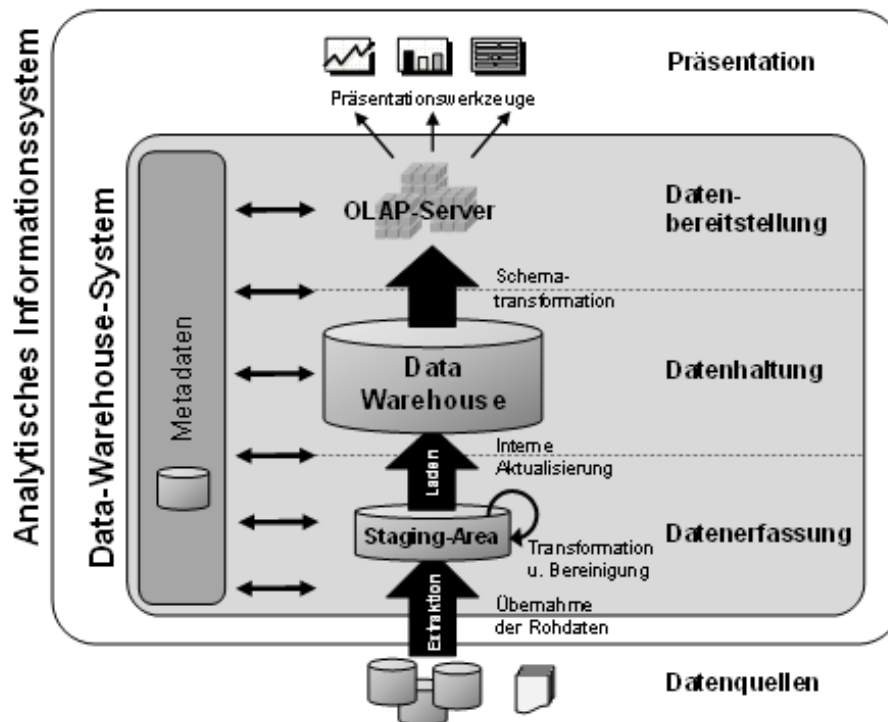 Analytisches Informationssystem
Data-Warehouse-System
Metadaten
Präsentation
Präsentationswerkzeuge
OLAP-Server
Daten-
bereitstellung
Schema-
transformation
Data
Warehouse
Datenhaltung
Laden
Interne
Aktualisierung
Staging-Area
Datenerfassung
Transformation
u. Bereinigung
Extraktion
Übernahme
der Rohdaten
Datenquellen